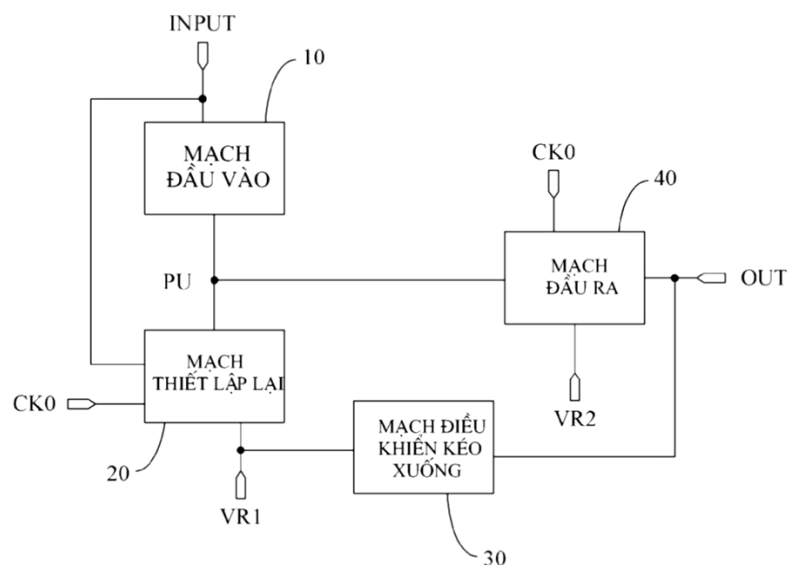 INPUT
10
MẠCH
ĐẦU VÀO
CK0
40
MẠCH
ĐẦU RA
OUT
PU
MẠCH
THIẾT LẬP LẠI
CK0
VR2
MẠCH ĐIỀU
KHIỂN KÉO
XUỐNG
20
VR1
30